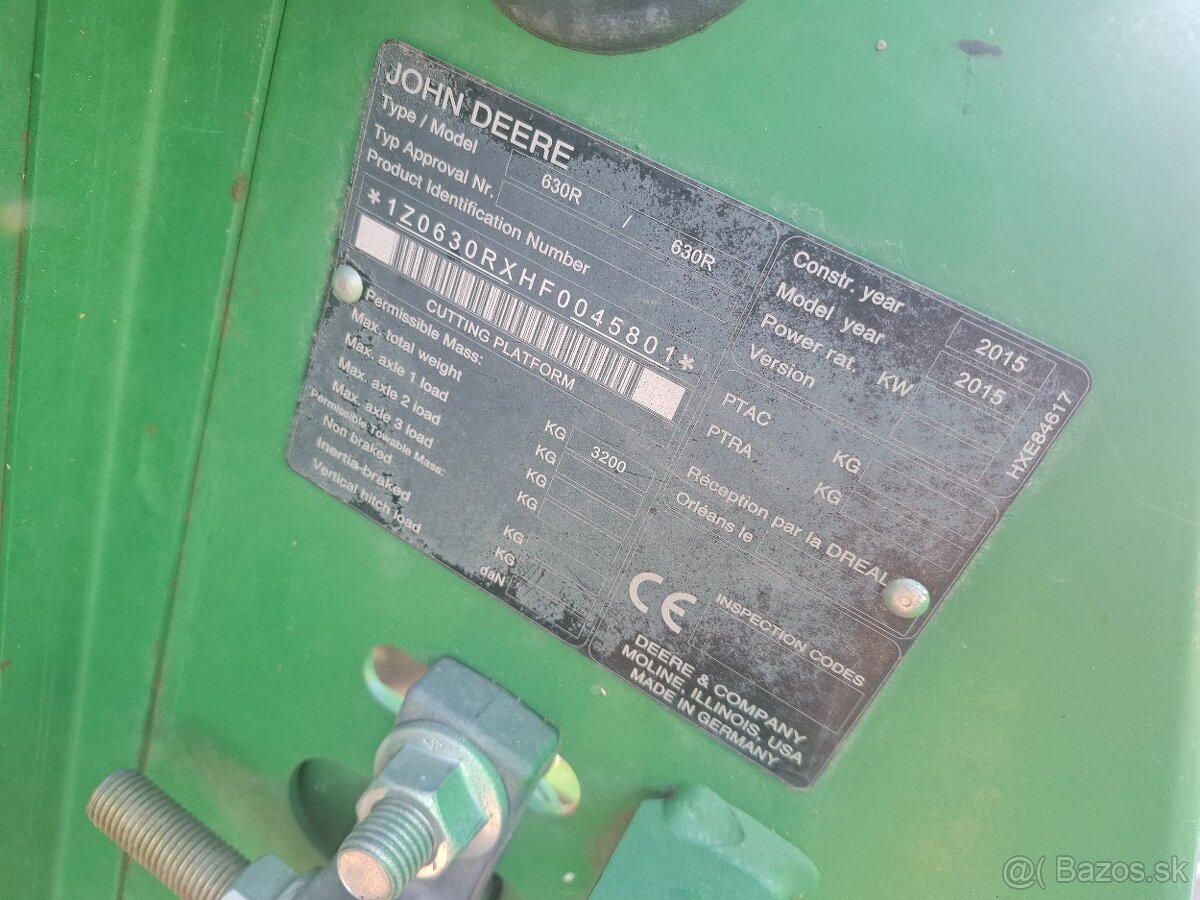 JOHN DEERE
Type / Model 630R / 630R
Typ Approval Nr.
Product Identification Number
*1Z0630RXHF0045801*
CUTTING PLATFORM
Permissible Mass:
Max. total weight KG 3200
Max. axle 1 load KG
Max. axle 2 load KG
Max. axle 3 load KG
Permissible Towable Mass:
Non braked KG
Inertia-braked KG
Vertical hitch load daN
Constr. year 2015
Model year 2015
Power rat. KW
Version
HXE84617
PTAC KG
PTRA KG
Réception par la DREAL
Orléans le
CE
INSPECTION CODES
DEERE & COMPANY
MOLINE, ILLINOIS, USA
MADE IN GERMANY
@( Bazos.sk